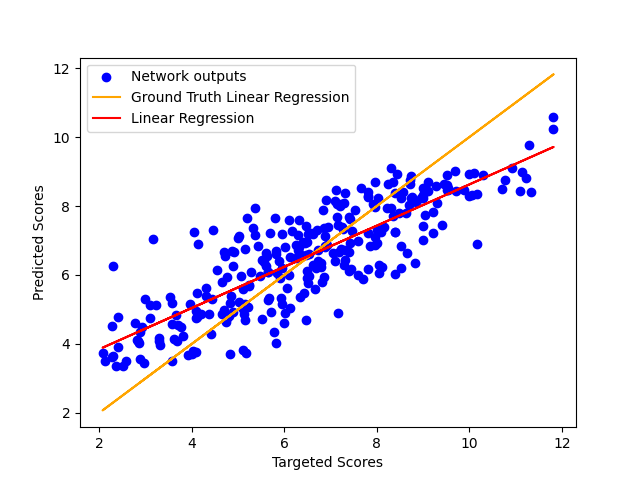 Network outputs
Ground Truth Linear Regression
Linear Regression
12
10
8
6
4
2
Predicted Scores
2 4 6 8 10 12
Targeted Scores